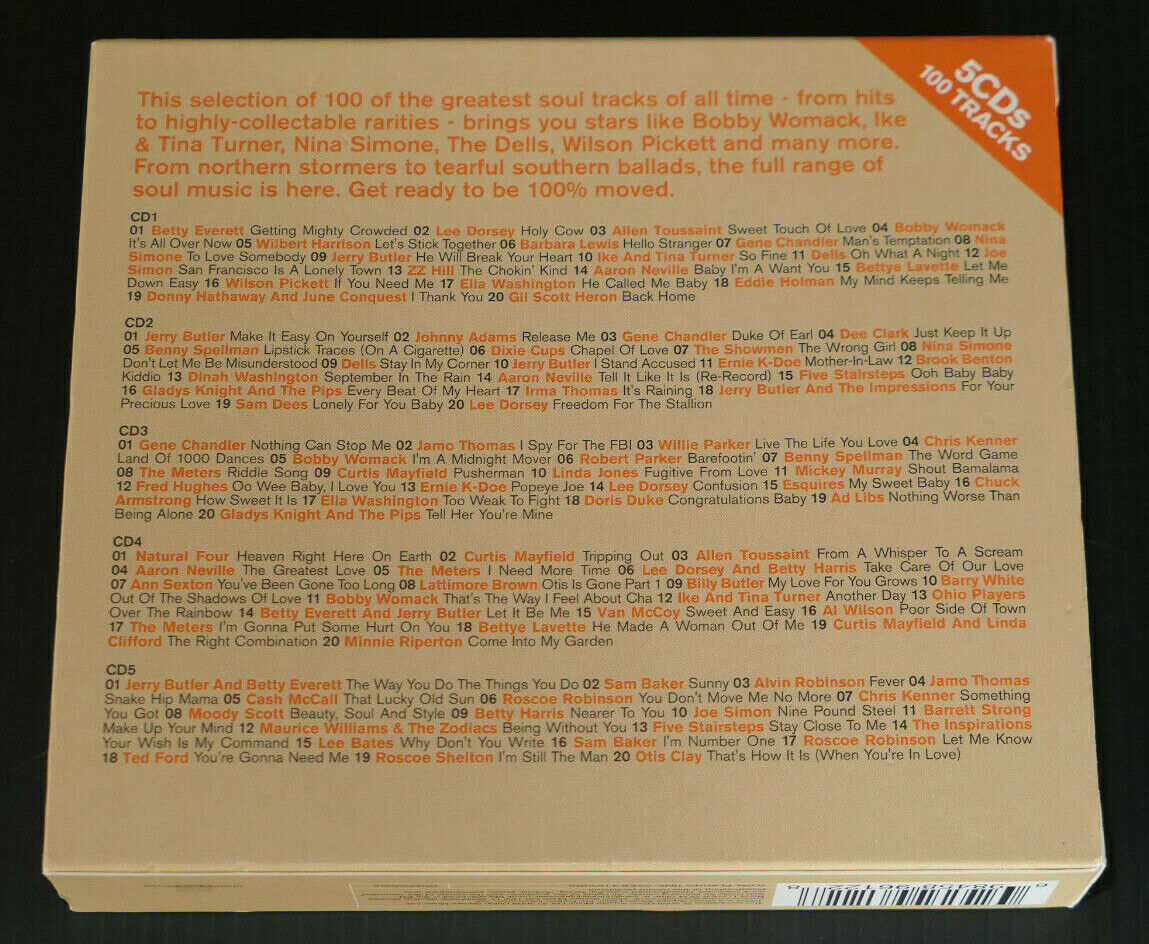 5CDs
100 TRACKS
This selection of 100 of the greatest soul tracks of all time - from hits
to highly-collectable rarities - brings you stars like Bobby Womack, Ike
& Tina Turner, Nina Simone, The Dells, Wilson Pickett and many more.
From northern stormers to tearful southern ballads, the full range of
soul music is here. Get ready to be 100% moved.
CD1
01 Betty Everett Getting Mighty Crowded 02 Lee Dorsey Holy Cow 03 Allen Toussaint Sweet Touch Of Love 04 Bobby Womack
It's All Over Now 05 Wilbert Harrison Let's Stick Together 06 Barbara Lewis Hello Stranger 07 Gene Chandler Man's Temptation 08 Nina
Simone To Love Somebody 09 Jerry Butler He Will Break Your Heart 10 Ike And Tina Turner So Fine 11 Dells Oh What A Night 12 Joe
Simon San Francisco Is A Lonely Town 13 ZZ Hill The Chokin' Kind 14 Aaron Neville Baby I'm A Want You 15 Bettye Lavette Let Me
Down Easy 16 Wilson Pickett If You Need Me 17 Ella Washington He Called Me Baby 18 Eddie Holman My Mind Keeps Telling Me
19 Donny Hathaway And June Conquest I Thank You 20 Gil Scott Heron Back Home
CD2
01 Jerry Butler Make It Easy On Yourself 02 Johnny Adams Release Me 03 Gene Chandler Duke Of Earl 04 Dee Clark Just Keep It Up
05 Benny Spellman Lipstick Traces (On A Cigarette) 06 Dixie Cups Chapel Of Love 07 The Showmen The Wrong Girl 08 Nina Simone
Don't Let Me Be Misunderstood 09 Dells Stay In My Corner 10 Jerry Butler I Stand Accused 11 Ernie K-Doe Mother-In-Law 12 Brook Benton
Kiddio 13 Dinah Washington September In The Rain 14 Aaron Neville Tell It Like It Is (Re-Record) 15 Five Stairsteps Ooh Baby Baby
16 Gladys Knight And The Pips Every Beat Of My Heart 17 Irma Thomas It's Raining 18 Jerry Butler And The Impressions For Your
Precious Love 19 Sam Dees Lonely For You Baby 20 Lee Dorsey Freedom For The Stallion
CD3
01 Gene Chandler Nothing Can Stop Me 02 Jamo Thomas I Spy For The FBI 03 Willie Parker Live The Life You Love 04 Chris Kenner
Land Of 1000 Dances 05 Bobby Womack I'm A Midnight Mover 06 Robert Parker Barefootin' 07 Benny Spellman The Word Game
08 The Meters Riddle Song 09 Curtis Mayfield Pusherman 10 Linda Jones Fugitive From Love 11 Mickey Murray Shout Bamalama
12 Fred Hughes Oo Wee Baby, I Love You 13 Ernie K-Doe Popeye Joe 14 Lee Dorsey Confusion 15 Esquires My Sweet Baby 16 Chuck
Armstrong How Sweet It Is 17 Ella Washington Too Weak To Fight 18 Doris Duke Congratulations Baby 19 Ad Libs Nothing Worse Than
Being Alone 20 Gladys Knight And The Pips Tell Her You're Mine
CD4
01 Natural Four Heaven Right Here On Earth 02 Curtis Mayfield Tripping Out 03 Allen Toussaint From A Whisper To A Scream
04 Aaron Neville The Greatest Love 05 The Meters I Need More Time 06 Lee Dorsey And Betty Harris Take Care Of Our Love
07 Ann Sexton You've Been Gone Too Long 08 Lattimore Brown Otis Is Gone Part 1 09 Billy Butler My Love For You Grows 10 Barry White
Out Of The Shadows Of Love 11 Bobby Womack That's The Way I Feel About Cha 12 Ike And Tina Turner Another Day 13 Ohio Players
Over The Rainbow 14 Betty Everett And Jerry Butler Let It Be Me 15 Van McCoy Sweet And Easy 16 Al Wilson Poor Side Of Town
17 The Meters I'm Gonna Put Some Hurt On You 18 Bettye Lavette He Made A Woman Out Of Me 19 Curtis Mayfield And Linda
Clifford The Right Combination 20 Minnie Riperton Come Into My Garden
CD5
01 Jerry Butler And Betty Everett The Way You Do The Things You Do 02 Sam Baker Sunny 03 Alvin Robinson Fever 04 Jamo Thomas
Snake Hip Mama 05 Cash McCall That Lucky Old Sun 06 Roscoe Robinson You Don't Move Me No More 07 Chris Kenner Something
You Got 08 Moody Scott Beauty, Soul And Style 09 Betty Harris Nearer To You 10 Joe Simon Nine Pound Steel 11 Barrett Strong
Make Up Your Mind 12 Maurice Williams & The Zodiacs Being Without You 13 Five Stairsteps Stay Close To Me 14 The Inspirations
Your Wish Is My Command 15 Lee Bates Why Don't You Write 16 Sam Baker I'm Number One 17 Roscoe Robinson Let Me Know
18 Ted Ford You're Gonna Need Me 19 Roscoe Shelton I'm Still The Man 20 Otis Clay That's How It Is (When You're In Love)